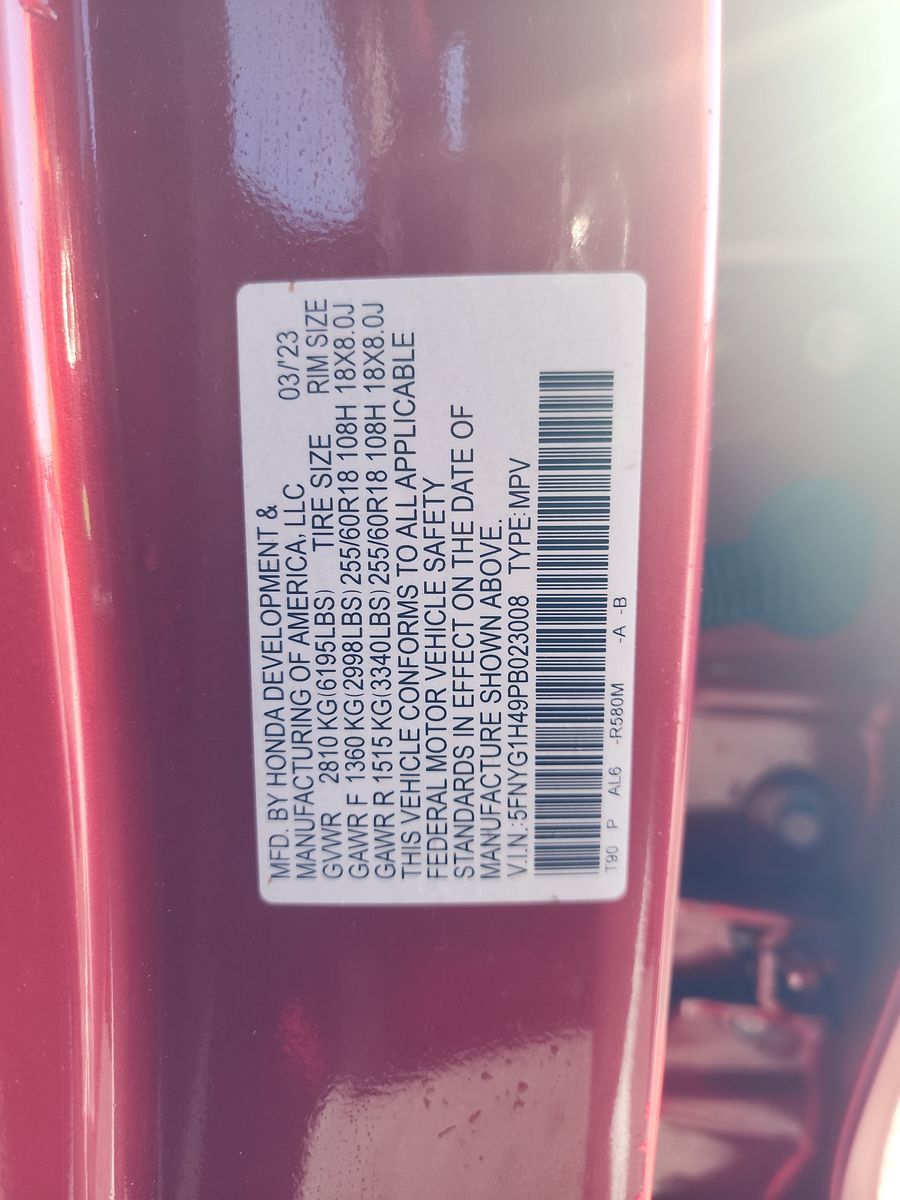 MFD. BY HONDA DEVELOPMENT &
MANUFACTURING OF AMERICA, LLC 03/'23
GVWR 2810 KG(6195LBS) TIRE SIZE RIM SIZE
GAWR F 1360 KG(2998LBS) 255/60R18 108H 18X8.0J
GAWR R 1515 KG(3340LBS) 255/60R18 108H 18X8.0J
THIS VEHICLE CONFORMS TO ALL APPLICABLE
FEDERAL MOTOR VEHICLE SAFETY
STANDARDS IN EFFECT ON THE DATE OF
MANUFACTURE SHOWN ABOVE.
V.I.N.:5FNYG1H49PB023008 TYPE:MPV
T90 P AL6 -R580M -A -B